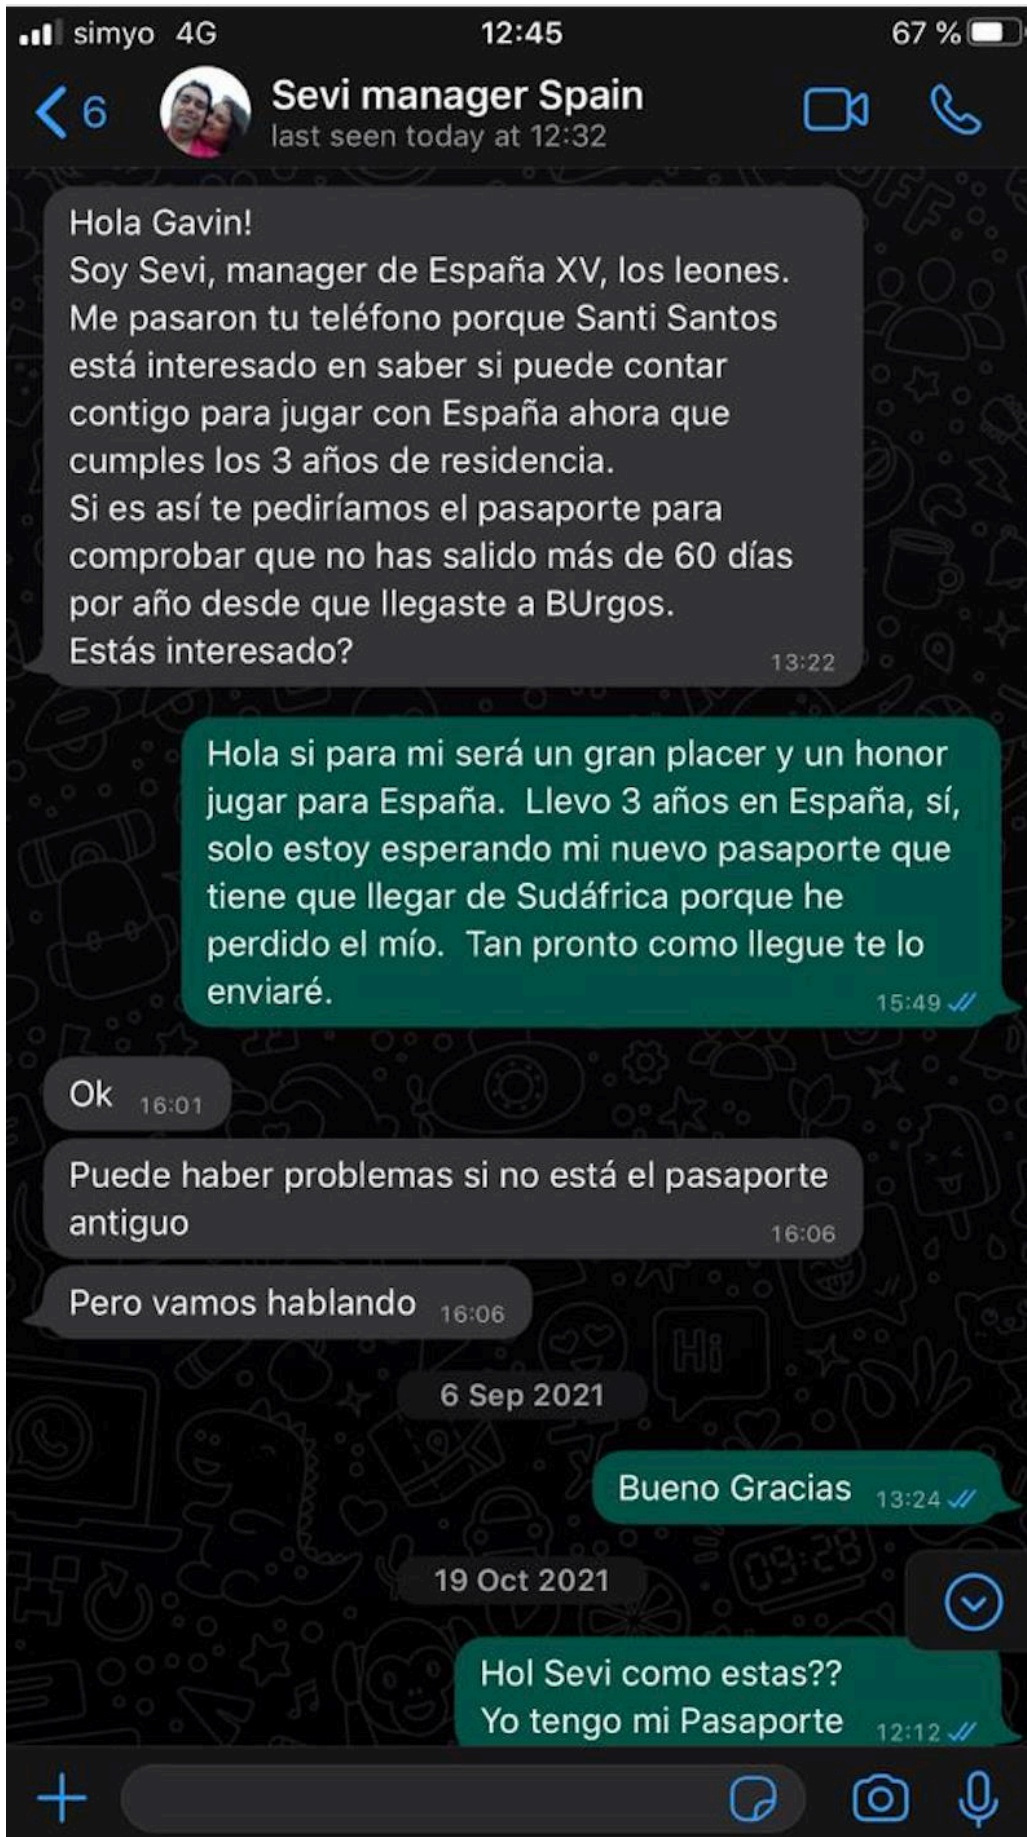 simyo 4G 12:45 67 %
6 Sevi manager Spain
last seen today at 12:32
Hola Gavin!
Soy Sevi, manager de España XV, los leones.
Me pasaron tu teléfono porque Santi Santos
está interesado en saber si puede contar
contigo para jugar con España ahora que
cumples los 3 años de residencia.
Si es así te pediríamos el pasaporte para
comprobar que no has salido más de 60 días
por año desde que llegaste a BUrgos.
Estás interesado? 13:22
Hola si para mi será un gran placer y un honor
jugar para España.  Llevo 3 años en España, sí,
solo estoy esperando mi nuevo pasaporte que
tiene que llegar de Sudáfrica porque he
perdido el mío.  Tan pronto como llegue te lo
enviaré. 15:49
Ok 16:01
Puede haber problemas si no está el pasaporte
antiguo 16:06
Pero vamos hablando 16:06
Hi
6 Sep 2021
Bueno Gracias 13:24
09:28
19 Oct 2021
Hol Sevi como estas??
Yo tengo mi Pasaporte 12:12